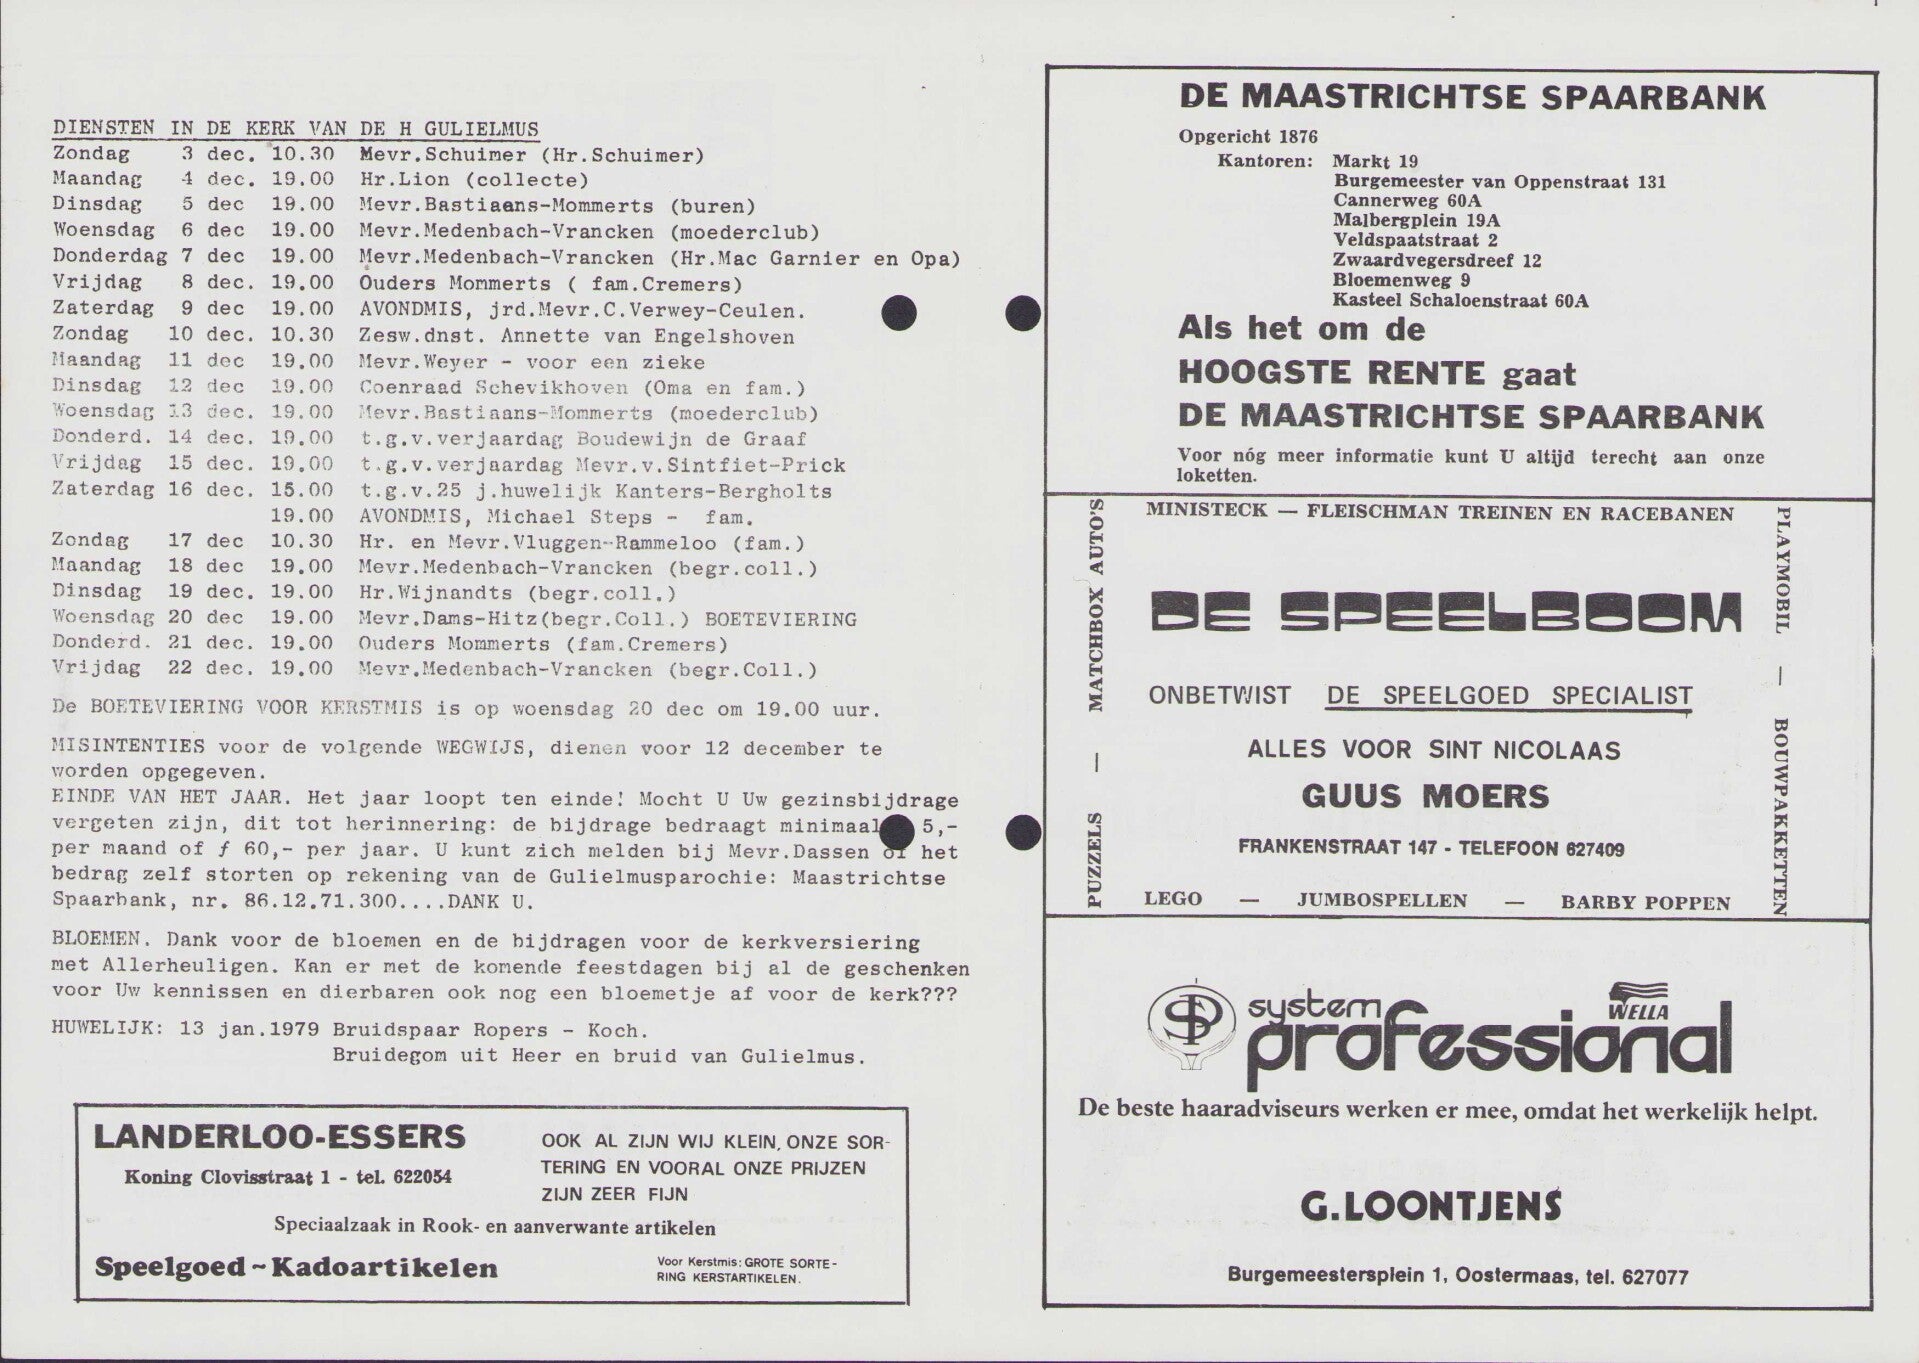 DIENSTEN IN DE KERK VAN DE H GULIELMUS
Zondag 3 dec. 10.30 Mevr.Schuimer (Hr.Schuimer)
Maandag 4 dec. 19.00 Hr.Lion (collecte)
Dinsdag 5 dec 19.00 Mevr.Bastiaans-Mommerts (buren)
Woensdag 6 dec 19.00 Mevr.Medenbach-Vrancken (moederclub)
Donderdag 7 dec 19.00 Mevr.Medenbach-Vrancken (Hr.Mac Garnier en Opa)
Vrijdag 8 dec. 19.00 Ouders Mommerts ( fam.Cremers)
Zaterdag 9 dec 19.00 AVONDMIS, jrd.Mevr.C.Verwey-Ceulen.
Zondag 10 dec. 10.30 Zesw.dnst. Annette van Engelshoven
Maandag 11 dec 19.00 Mevr.Weyer - voor een zieke
Dinsdag 12 dec 19.00 Coenraad Schevikhoven (Oma en fam.)
Woensdag 13 dec. 19.00 Mevr.Bastiaans-Mommerts (moederclub)
Donderd. 14 dec. 19.00 t.g.v.verjaardag Boudewijn de Graaf
Vrijdag 15 dec. 19.00 t.g.v.verjaardag Mevr.v.Sintfiet-Prick
Zaterdag 16 dec. 15.00 t.g.v.25 j.huwelijk Kanters-Bergholts
19.00 AVONDMIS, Michael Steps - fam.
Zondag 17 dec 10.30 Hr. en Mevr.Vluggen-Rammeloo (fam.)
Maandag 18 dec 19.00 Mevr.Medenbach-Vrancken (begr.coll.)
Dinsdag 19 dec. 19.00 Hr.Wijnandts (begr.coll.)
Woensdag 20 dec 19.00 Mevr.Dams-Hitz(begr.Coll.) BOETEVIERING
Donderd. 21 dec. 19.00 Ouders Mommerts (fam.Cremers)
Vrijdag 22 dec. 19.00 Mevr.Medenbach-Vrancken (begr.Coll.)
De BOETEVIERING VOOR KERSTMIS is op woensdag 20 dec om 19.00 uur.
MISINTENTIES voor de volgende WEGWIJS, dienen voor 12 december te
worden opgegeven.
EINDE VAN HET JAAR. Het jaar loopt ten einde! Mocht U Uw gezinsbijdrage
vergeten zijn, dit tot herinnering: de bijdrage bedraagt minimaal 5,-
per maand of ƒ 60,- per jaar. U kunt zich melden bij Mevr.Dassen of het
bedrag zelf storten op rekening van de Gulielmusparochie: Maastrichtse
Spaarbank, nr. 86.12.71.300....DANK U.
BLOEMEN. Dank voor de bloemen en de bijdragen voor de kerkversiering
met Allerheuligen. Kan er met de komende feestdagen bij al de geschenken
voor Uw kennissen en dierbaren ook nog een bloemetje af voor de kerk???
HUWELIJK: 13 jan.1979 Bruidspaar Ropers - Koch.
Bruidegom uit Heer en bruid van Gulielmus.
LANDERLOO-ESSERS
Koning Clovisstraat 1 - tel. 622054
OOK AL ZIJN WIJ KLEIN, ONZE SOR-
TERING EN VOORAL ONZE PRIJZEN
ZIJN ZEER FIJN
Speciaalzaak in Rook- en aanverwante artikelen
Speelgoed ~ Kadoartikelen
Voor Kerstmis: GROTE SORTE-
RING KERSTARTIKELEN.
DE MAASTRICHTSE SPAARBANK
Opgericht 1876
Kantoren: Markt 19
Burgemeester van Oppenstraat 131
Cannerweg 60A
Malbergplein 19A
Veldspaatstraat 2
Zwaardvegersdreef 12
Bloemenweg 9
Kasteel Schaloenstraat 60A
Als het om de
HOOGSTE RENTE gaat
DE MAASTRICHTSE SPAARBANK
Voor nóg meer informatie kunt U altijd terecht aan onze
loketten.
MINISTECK — FLEISCHMAN TREINEN EN RACEBANEN
PUZZELS — MATCHBOX AUTO'S
PLAYMOBIL — BOUWPAKKETTEN
DE SPEELBOOM
ONBETWIST DE SPEELGOED SPECIALIST
ALLES VOOR SINT NICOLAAS
GUUS MOERS
FRANKENSTRAAT 147 - TELEFOON 627409
LEGO — JUMBOSPELLEN — BARBY POPPEN
SP system professional WELLA
De beste haaradviseurs werken er mee, omdat het werkelijk helpt.
G.LOONTJENS
Burgemeestersplein 1, Oostermaas, tel. 627077